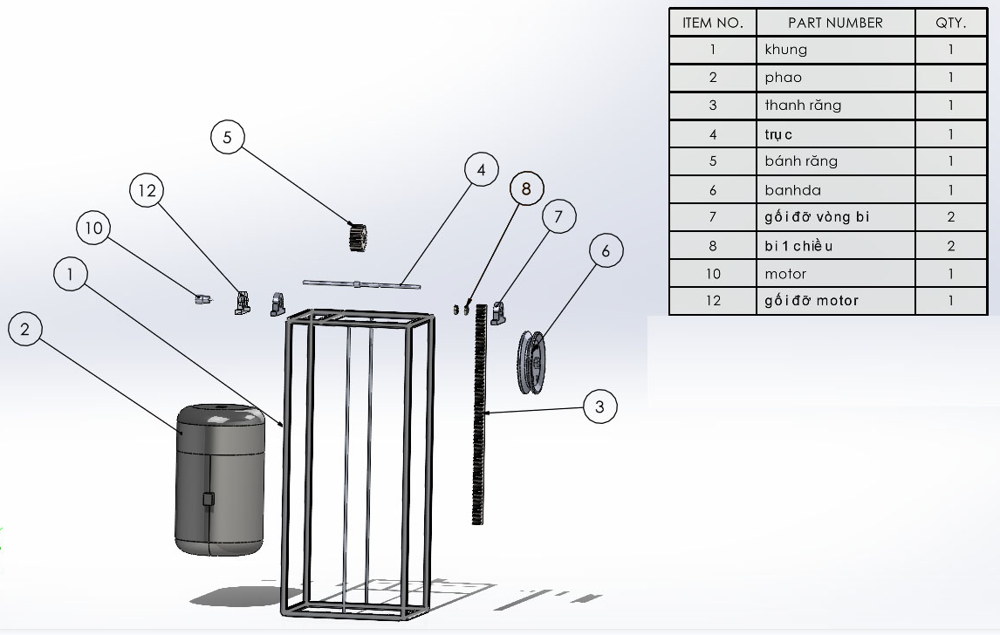 ITEM NO. PART NUMBER QTY.
1 khung 1
2 phao 1
3 thanh răng 1
4 trục 1
5 bánh răng 1
6 banhda 1
7 gối đỡ vòng bi 2
8 bi 1 chiều 2
10 motor 1
12 gối đỡ motor 1
5
4
12
8
7
10
6
1
2
3